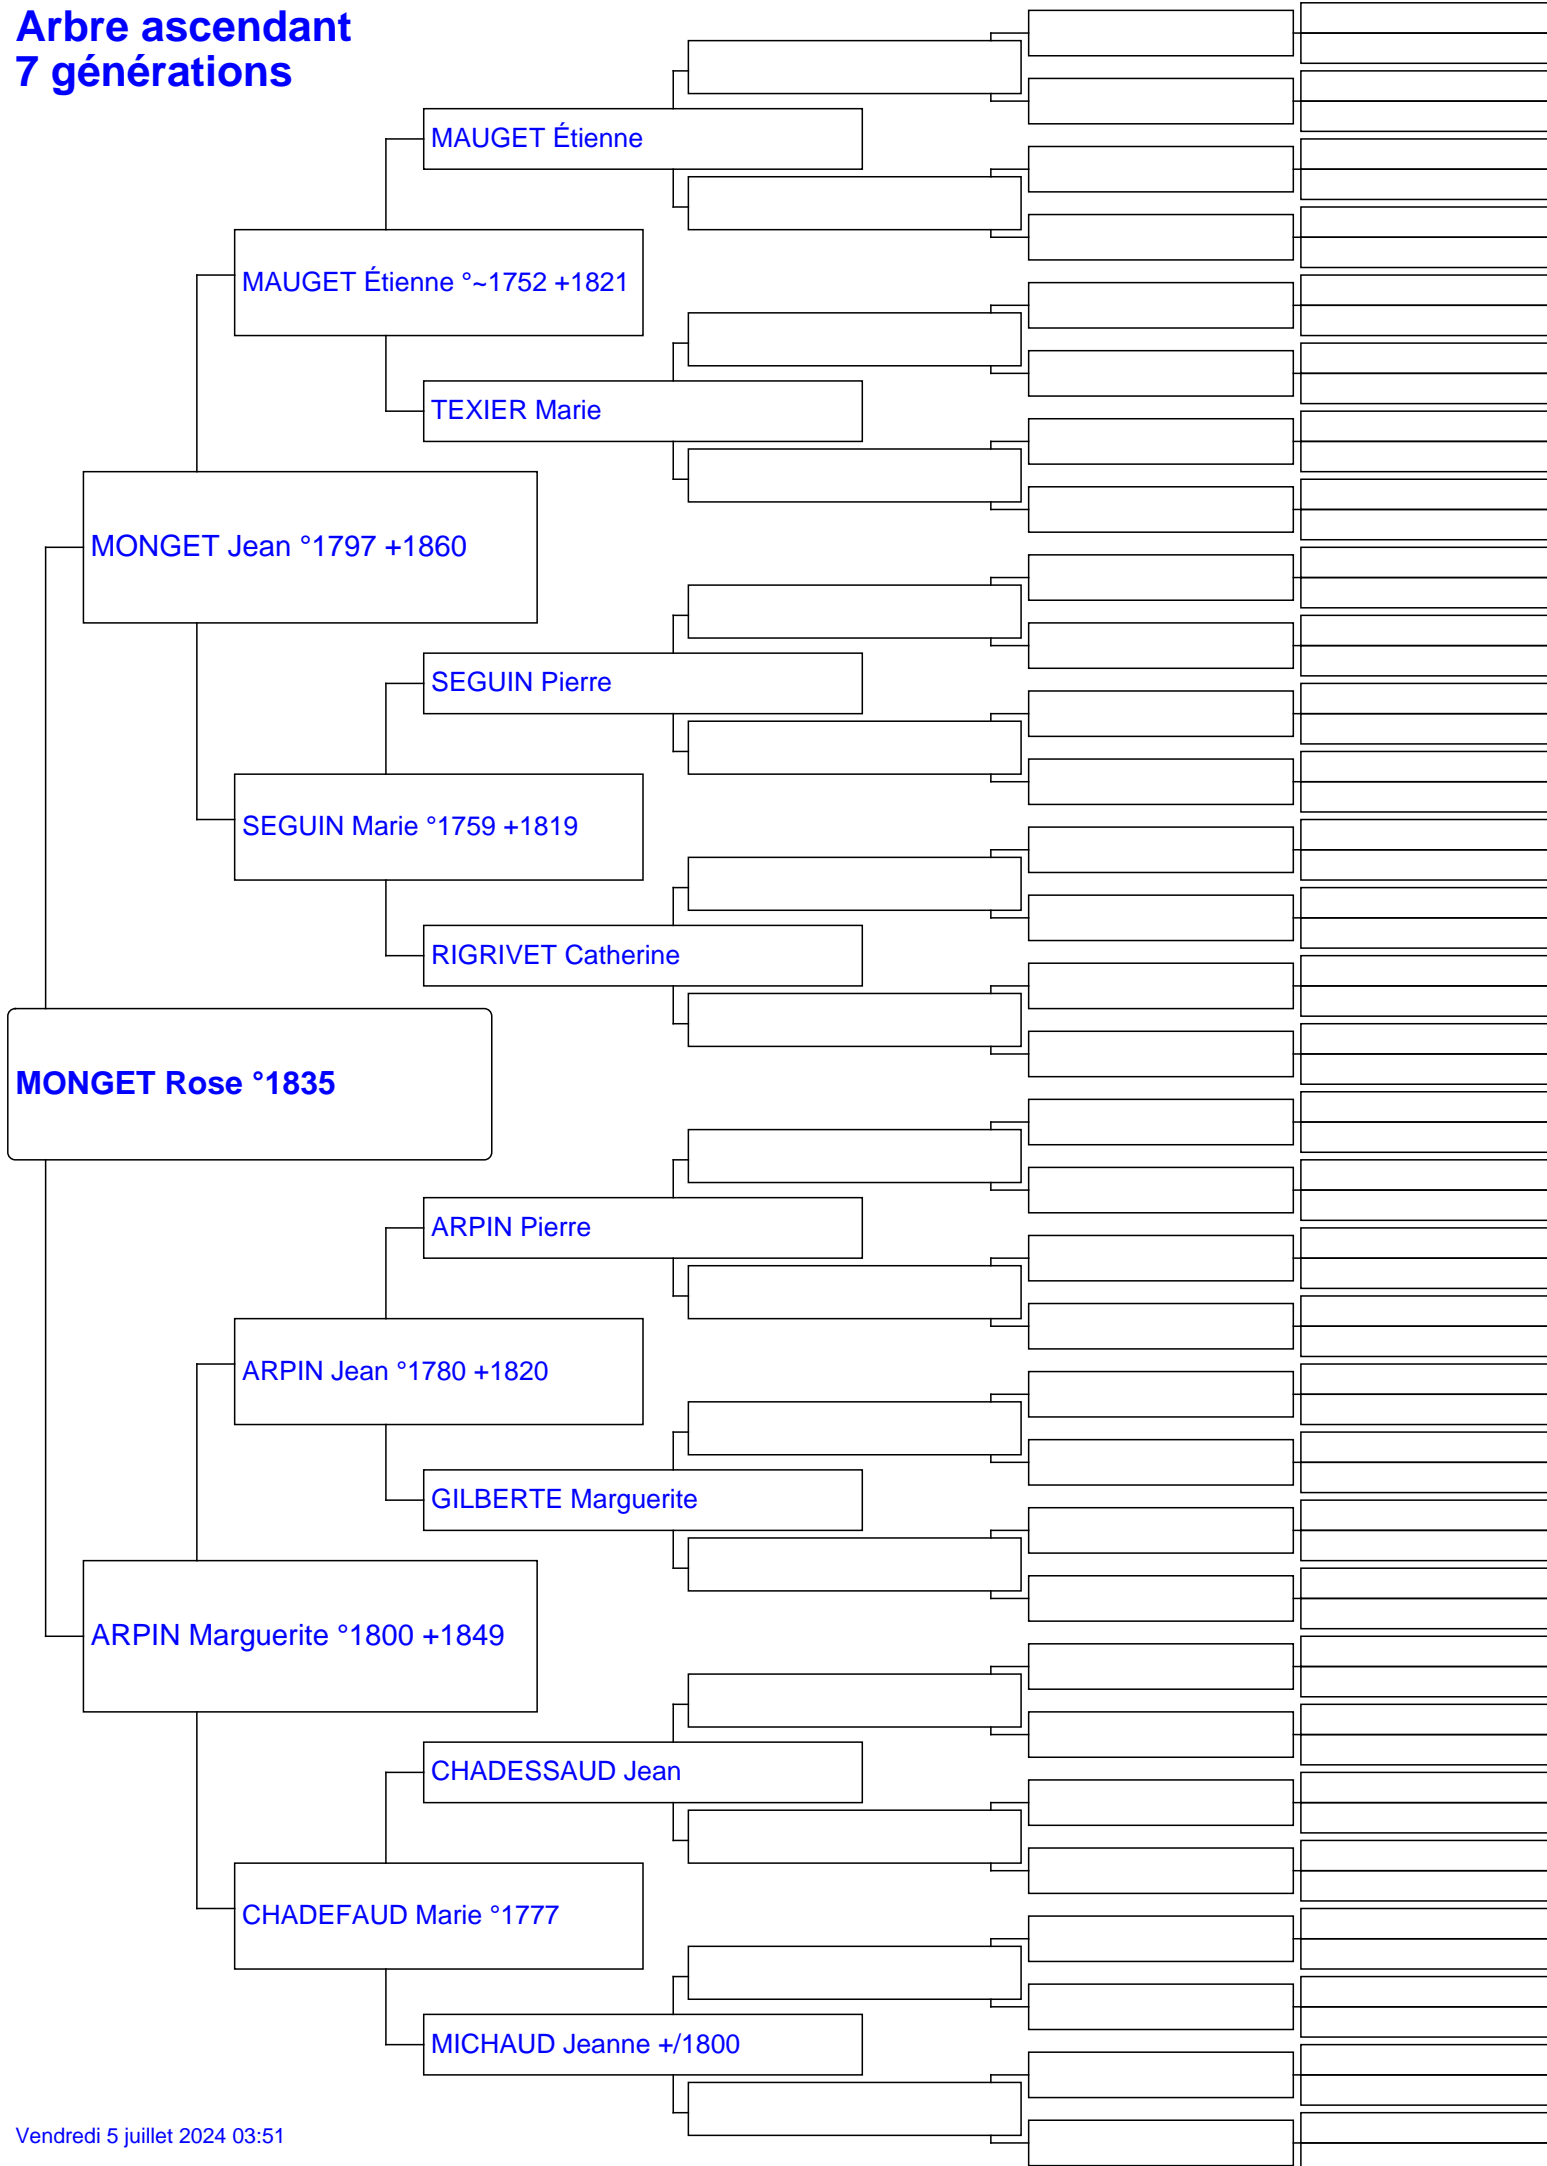 Arbre ascendant
7 générations
MAUGET Étienne
MAUGET Étienne °~1752 +1821
TEXIER Marie
MONGET Jean °1797 +1860
SEGUIN Pierre
SEGUIN Marie °1759 +1819
RIGRIVET Catherine
MONGET Rose °1835
ARPIN Pierre
ARPIN Jean °1780 +1820
GILBERTE Marguerite
ARPIN Marguerite °1800 +1849
CHADESSAUD Jean
CHADEFAUD Marie °1777
MICHAUD Jeanne +/1800
Vendredi 5 juillet 2024 03:51